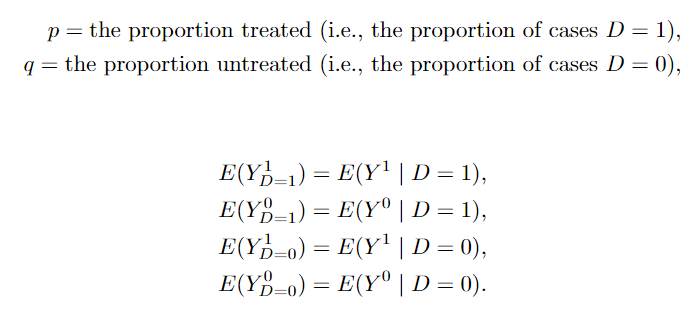 p = the proportion treated (i.e., the proportion of cases D = 1),
q = the proportion untreated (i.e., the proportion of cases D = 0),
E(Y^1_{D=1}) = E(Y^1 | D = 1),
E(Y^0_{D=1}) = E(Y^0 | D = 1),
E(Y^1_{D=0}) = E(Y^1 | D = 0),
E(Y^0_{D=0}) = E(Y^0 | D = 0).